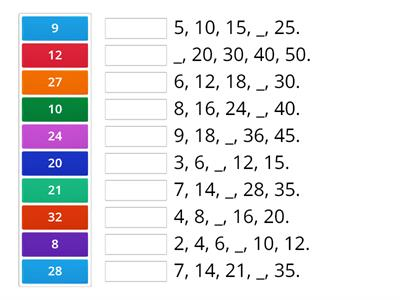 9 5, 10, 15, _, 25.
12 _, 20, 30, 40, 50.
27 6, 12, 18, _, 30.
10 8, 16, 24, _, 40.
24 9, 18, _, 36, 45.
20 3, 6, _, 12, 15.
21 7, 14, _, 28, 35.
32 4, 8, _, 16, 20.
8 2, 4, 6, _, 10, 12.
28 7, 14, 21, _, 35.